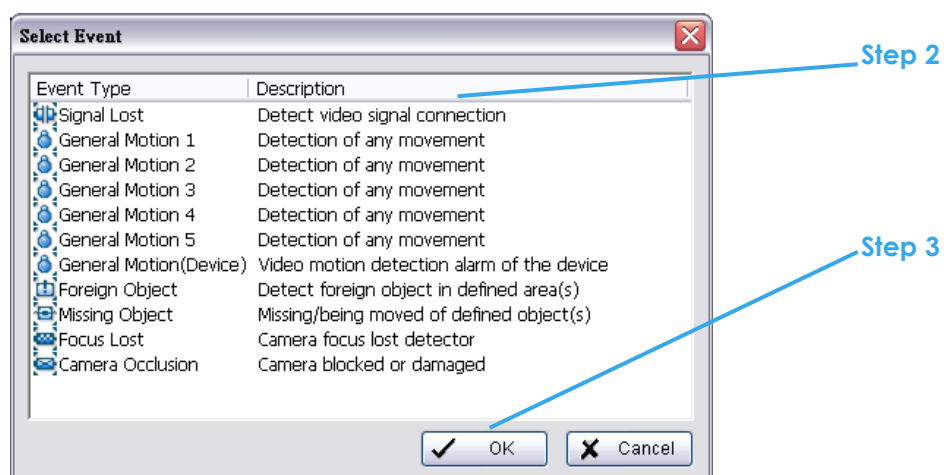 Select Event
Step 2
Event Type Description
Signal Lost Detect video signal connection
General Motion 1 Detection of any movement
General Motion 2 Detection of any movement
General Motion 3 Detection of any movement
General Motion 4 Detection of any movement
General Motion 5 Detection of any movement
General Motion(Device) Video motion detection alarm of the device
Step 3
Foreign Object Detect foreign object in defined area(s)
Missing Object Missing/being moved of defined object(s)
Focus Lost Camera focus lost detector
Camera Occlusion Camera blocked or damaged
OK Cancel